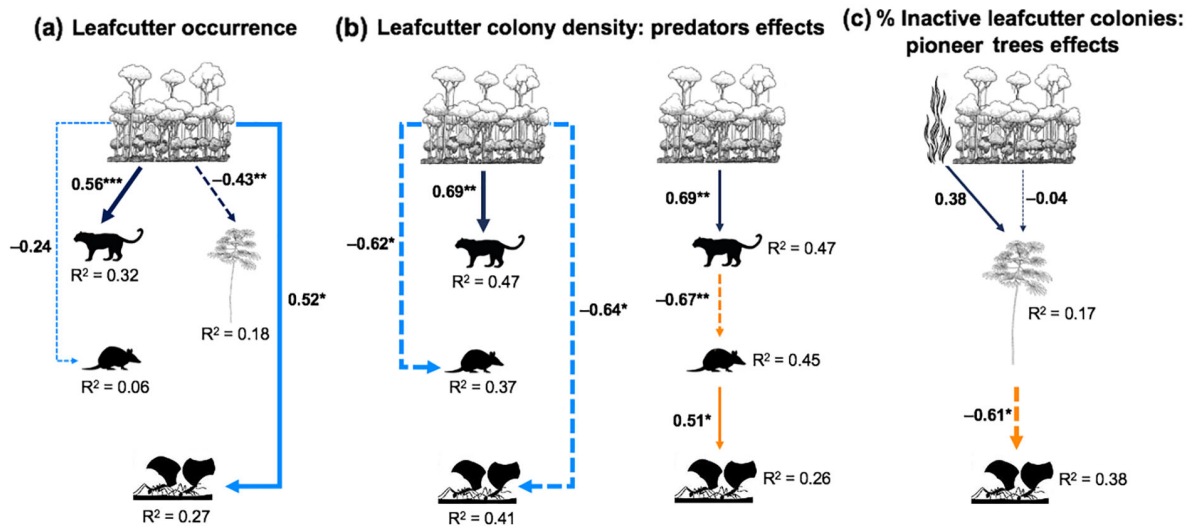 (a) Leafcutter occurrence
0.56***
–0.43**
–0.24
R² = 0.32
0.52*
R² = 0.18
R² = 0.06
R² = 0.27
(b) Leafcutter colony density: predators effects
0.69**
–0.62*
R² = 0.47
–0.64*
R² = 0.37
R² = 0.41
0.69**
R² = 0.47
–0.67**
R² = 0.45
0.51*
R² = 0.26
(c) % Inactive leafcutter colonies:
pioneer trees effects
0.38
–0.04
R² = 0.17
–0.61*
R² = 0.38